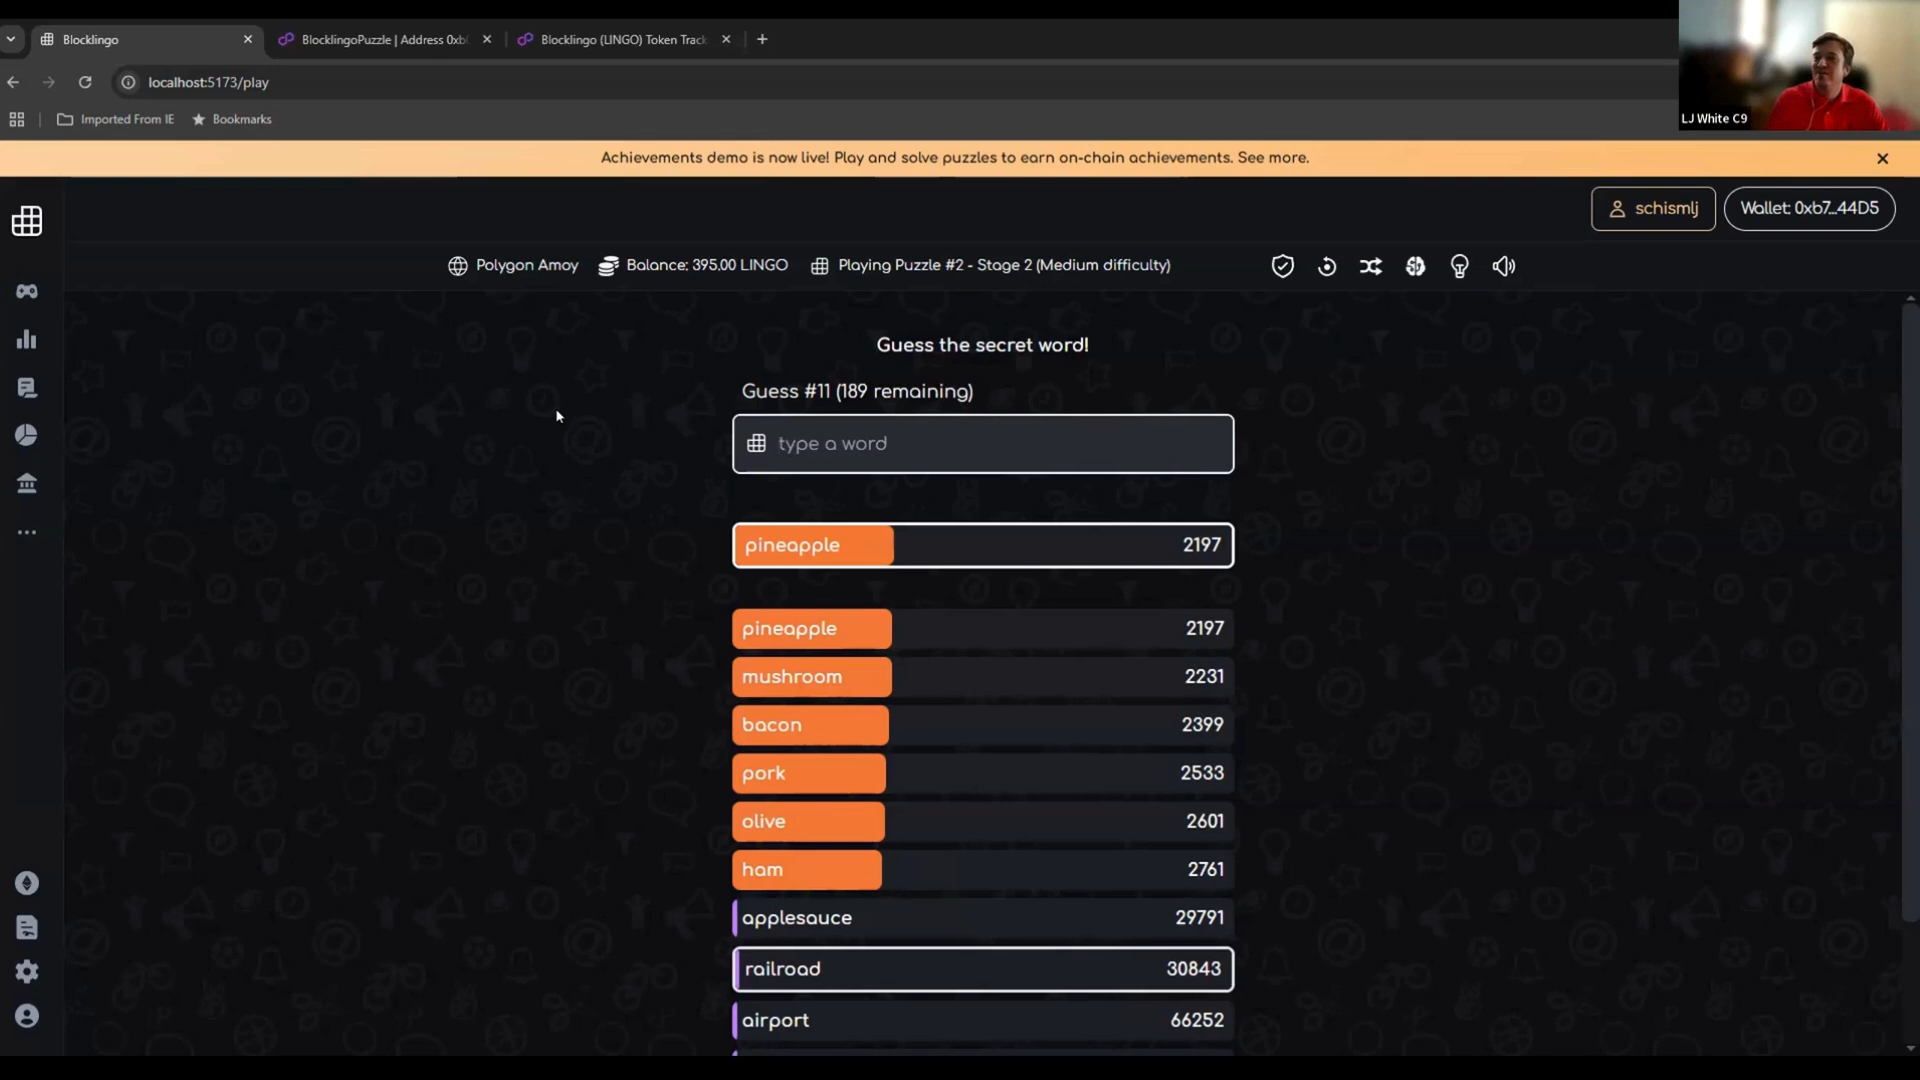 Blocklingo
BlocklingoPuzzle | Address 0xb
Blocklingo (LINGO) Token Track
localhost:5173/play
Imported From IE
Bookmarks
LJ White C9
Achievements demo is now live! Play and solve puzzles to earn on-chain achievements. See more.
schismlj
Wallet: 0xb7...44D5
Polygon Amoy
Balance: 395.00 LINGO
Playing Puzzle #2 - Stage 2 (Medium difficulty)
Guess the secret word!
Guess #11 (189 remaining)
type a word
pineapple 2197
pineapple 2197
mushroom 2231
bacon 2399
pork 2533
olive 2601
ham 2761
applesauce 29791
railroad 30843
airport 66252